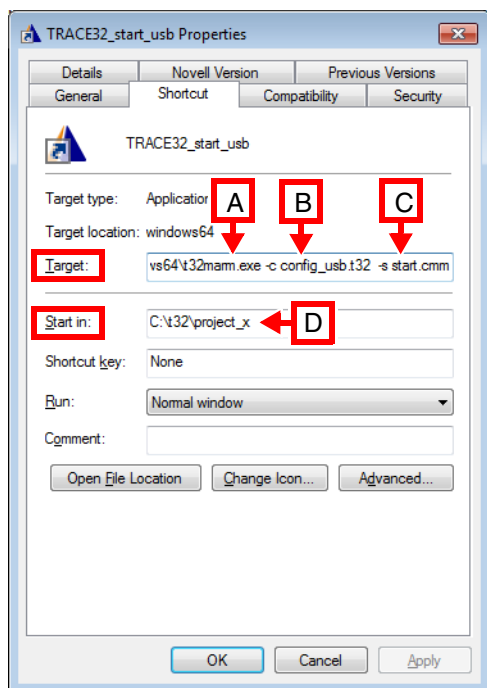 TRACE32_start_usb Properties
Details Novell Version Previous Versions
General Shortcut Compatibility Security
TRACE32_start_usb
Target type: Application
A B C
Target location: windows64
Target: vs64\t32marm.exe -c config_usb.t32 -s start.cmm
Start in: C:\t32\project_x D
Shortcut key: None
Run: Normal window
Comment:
Open File Location Change Icon... Advanced...
OK Cancel Apply